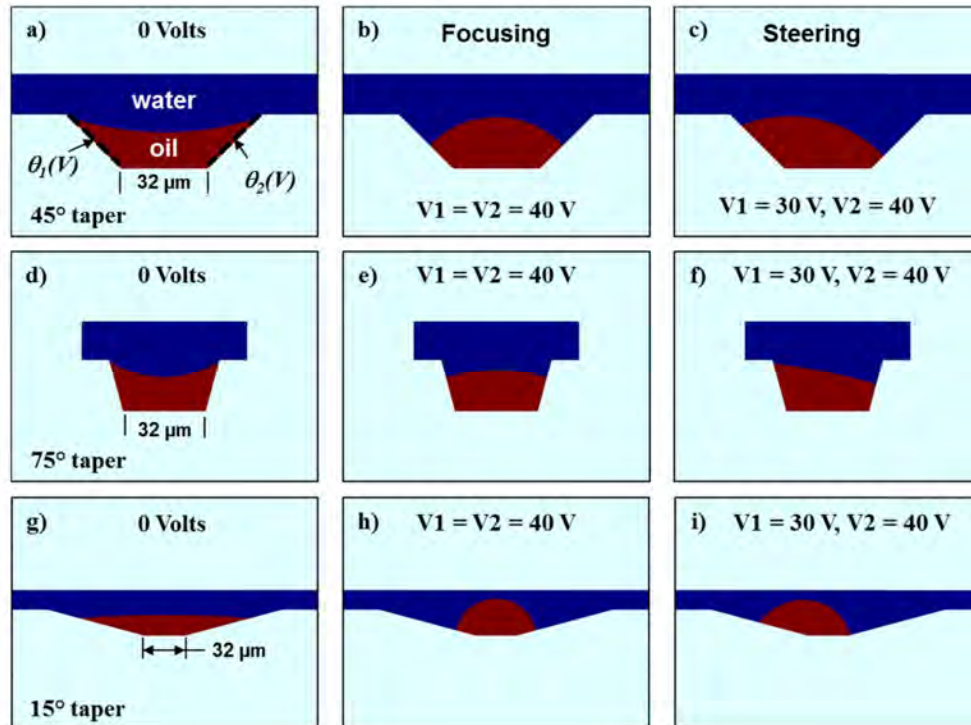 a) 0 Volts
water
oil
θ₁(V)
θ₂(V)
32 µm
45° taper
b) Focusing
V1 = V2 = 40 V
c) Steering
V1 = 30 V, V2 = 40 V
d) 0 Volts
32 µm
75° taper
e) V1 = V2 = 40 V
f) V1 = 30 V, V2 = 40 V
g) 0 Volts
32 µm
15° taper
h) V1 = V2 = 40 V
i) V1 = 30 V, V2 = 40 V